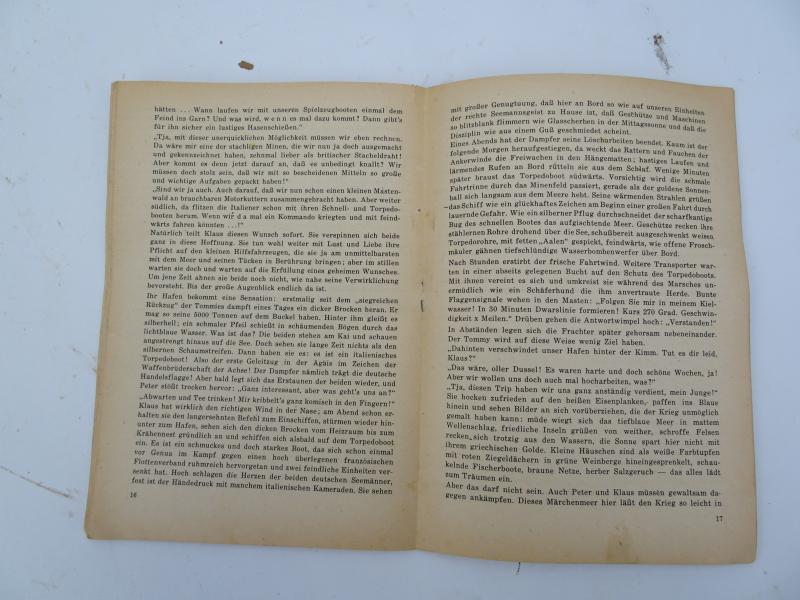 hätten ... Wann laufen wir mit unseren Spielzeugbooten einmal dem
Feind ins Garn? Und was wird, wenn es mal dazu kommt? Dann gibt's
für ihn sicher ein lustiges Hasenschießen."
„Tja, mit dieser unerquicklichen Möglichkeit müssen wir eben rechnen.
Da wäre mir eine der stachligen Minen, die wir nun ja doch ausgemacht
und gekennzeichnet haben, zehnmal lieber als britischer Stacheldraht!
Aber kommt es denn jetzt darauf an, daß es unbedingt knallt? Wir
müssen doch stolz sein, daß wir mit so bescheidenen Mitteln so große
und wichtige Aufgaben gepackt haben!"
„Sind wir ja auch. Auch darauf, daß wir nun schon einen kleinen Masten-
wald an brauchbaren Motorkuttern zusammengefahren haben. Aber weiter
südlich, da flitzen die Italiener schon mit ihren Schnell- und Torpedo-
booten herum. Wenn wir da mal ein Kommando kriegten und mit feind-
wärts fahren könnten ...!"
Natürlich teilt Klaus diesen Wunsch sofort. Sie verspinnen sich beide
ganz in diese Hoffnung. Sie tun wohl weiter mit Lust und Liebe ihre
Pflicht auf den kleinen Hilfsfahrzeugen, die sie ja am unmittelbarsten
mit dem Meer und seinen Tücken in Berührung bringen; aber im stillen
warten sie doch und warten auf die Erfüllung eines geheimen Wunsches.
Um jene Zeit ahnen sie beide noch nicht, wie nahe seine Verwirklichung
bevorsteht. Bis der große Augenblick endlich da ist.
Ihr Hafen bekommt eine Sensation: erstmalig seit dem „siegreichen
Rückzug" der Tommies dampft eines Tages ein dicker Brocken heran. Er
mag so seine 5000 Tonnen auf dem Buckel haben. Hinter ihm gleißt es
silberhell; ein schmaler Pfeil schießt in schäumenden Bögen durch das
lichtblaue Wasser. Was ist das? Die beiden stehen am Kai und schauen
angestrengt hinaus auf die See. Doch sehen sie lange Zeit nichts als den
silbernen Schaumstreifen. Dann haben sie es: es ist ein italienisches
Torpedoboot! Also der erste Geleitzug in der Ägäis im Zeichen der
Waffenbrüderschaft der Achse! Der Dampfer nämlich trägt die deutsche
Handelsflagge! Aber bald legt sich das Erstaunen der beiden wieder, und
Peter stößt trocken hervor: „Ganz interessant, aber was geht's uns an?"
„Abwarten und Tee trinken! Mir kribbelt's ganz komisch in den Fingern!"
Klaus hat wirklich den richtigen Wind in der Nase; am Abend schon er-
halten sie den langersehnten Befehl zum Einschiffen, stürmen wieder hin-
unter zum Hafen, sehen sich den dicken Brocken vom Heizraum bis zum
Krähennest gründlich an und schiffen sich alsbald auf dem Torpedoboot
ein. Es ist ein schmuckes und doch starkes Boot, das sich schon einmal
vor Genua im Kampf gegen einen hoch überlegenen französischen
Flottenverband ruhmreich hervorgetan und zwei feindliche Einheiten ver-
senkt hat. Hoch schlagen die Herzen der beiden deutschen Seemänner,
fest ist der Händedruck mit manchem italienischen Kameraden. Sie sehen
16
mit großer Genugtuung, daß hier an Bord so wie auf unseren Einheiten
der rechte Seemannsgeist zu Hause ist, daß Geschütze und Maschinen
so blitzblank flimmern wie Glasscherben in der Mittagssonne und daß die
Disziplin wie aus einem Guß geschmiedet scheint.
Eines Abends hat der Dampfer seine Löscharbeiten beendet. Kaum ist der
folgende Morgen heraufgestiegen, da weckt das Rattern und Fauchen der
Ankerwinde die Freiwachen in den Hängematten; hastiges Laufen und
lärmendes Rufen an Bord rütteln sie aus dem Schlaf. Wenige Minuten
später braust das Torpedoboot südwärts. Vorsichtig wird die schmale
Fahrtrinne durch das Minenfeld passiert, gerade als der goldene Sonnen-
ball sich langsam aus dem Meere hebt. Seine wärmenden Strahlen grüßen
das Schiff wie ein glückhaftes Zeichen am Beginn einer großen Fahrt durch
lauernde Gefahr. Wie ein silberner Pflug durchschneidet der scharfkantige
Bug des schnellen Bootes das aufgischtende Meer. Geschütze recken ihre
stählernen Rohre drohend über die See, schußbereit ausgeschwenkt weisen
Torpedorohre, mit fetten „Aalen" gespickt, feindwärts, wie offene Frosch-
mäuler gähnen tiefschlündige Wasserbombenwerfer über Bord.
Nach Stunden erstirbt die frische Fahrtwind. Weitere Transporter war-
ten in einer abseits gelegenen Bucht auf den Schutz des Torpedoboots.
Mit ihnen vereint es sich und umkreist sie während des Marsches un-
ermüdlich wie ein Schäferhund die ihm anvertraute Herde. Bunte
Flaggensignale wehen in den Masten: „Folgen Sie mir in meinem Kiel-
wasser! In 30 Minuten Dwarslinie formieren! Kurs 270 Grad. Geschwin-
digkeit x Meilen." Drüben gehen die Antwortwimpel hoch: „Verstanden!"
In Abständen legen sich die Frachter später gehorsam nebeneinander.
Der Tommy wird auf diese Weise wenig Ziel haben.
„Dahinten verschwindet unser Hafen hinter der Kimm. Tut es dir leid,
Klaus?"
„Das wäre, oller Dussel! Es waren harte und doch schöne Wochen, ja!
Aber wir wollen uns doch auch mal hocharbeiten, was?"
„Tja, diesen Trip haben wir uns ganz anständig verdient, mein Junge!"
Sie hocken zufrieden auf den heißen Eisenplanken, paffen ins Blaue
hinein und sehen Bilder an sich vorüberziehen, die der Krieg unmöglich
gemalt haben kann: müde wiegt sich das tiefblaue Meer in mattem
Wellenschlag, friedliche Inseln grüßen von weither, schroffe Felsen
recken sich trotzig aus den Wassern, die Sonne spart hier nicht mit
ihrem griechischen Golde. Kleine Häuschen sind als weiße Farbtupfen
mit roten Ziegeldächern in grüne Weinberge hineingesprenkelt, schau-
kelnde Fischerboote, braune Netze, herber Salzgeruch — das alles lädt
zum Träumen ein.
Aber das darf nicht sein. Auch Peter und Klaus müssen gewaltsam da-
gegen ankämpfen. Dieses Märchenmeer hier läßt den Krieg so leicht in
17